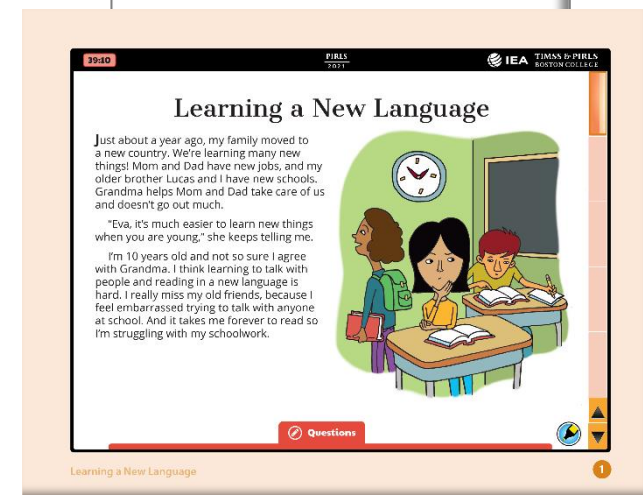 39:10
PIRLS
2021
IEA
TIMSS & PIRLS
BOSTON COLLEGE
Learning a New Language
Just about a year ago, my family moved to
a new country. We're learning many new
things! Mom and Dad have new jobs, and my
older brother Lucas and I have new schools.
Grandma helps Mom and Dad take care of us
and doesn't go out much.
"Eva, it's much easier to learn new things
when you are young," she keeps telling me.
I'm 10 years old and not so sure I agree
with Grandma. I think learning to talk with
people and reading in a new language is
hard. I really miss my old friends, because I
feel embarrassed trying to talk with anyone
at school. And it takes me forever to read so
I'm struggling with my schoolwork.
Questions
Learning a New Language
1